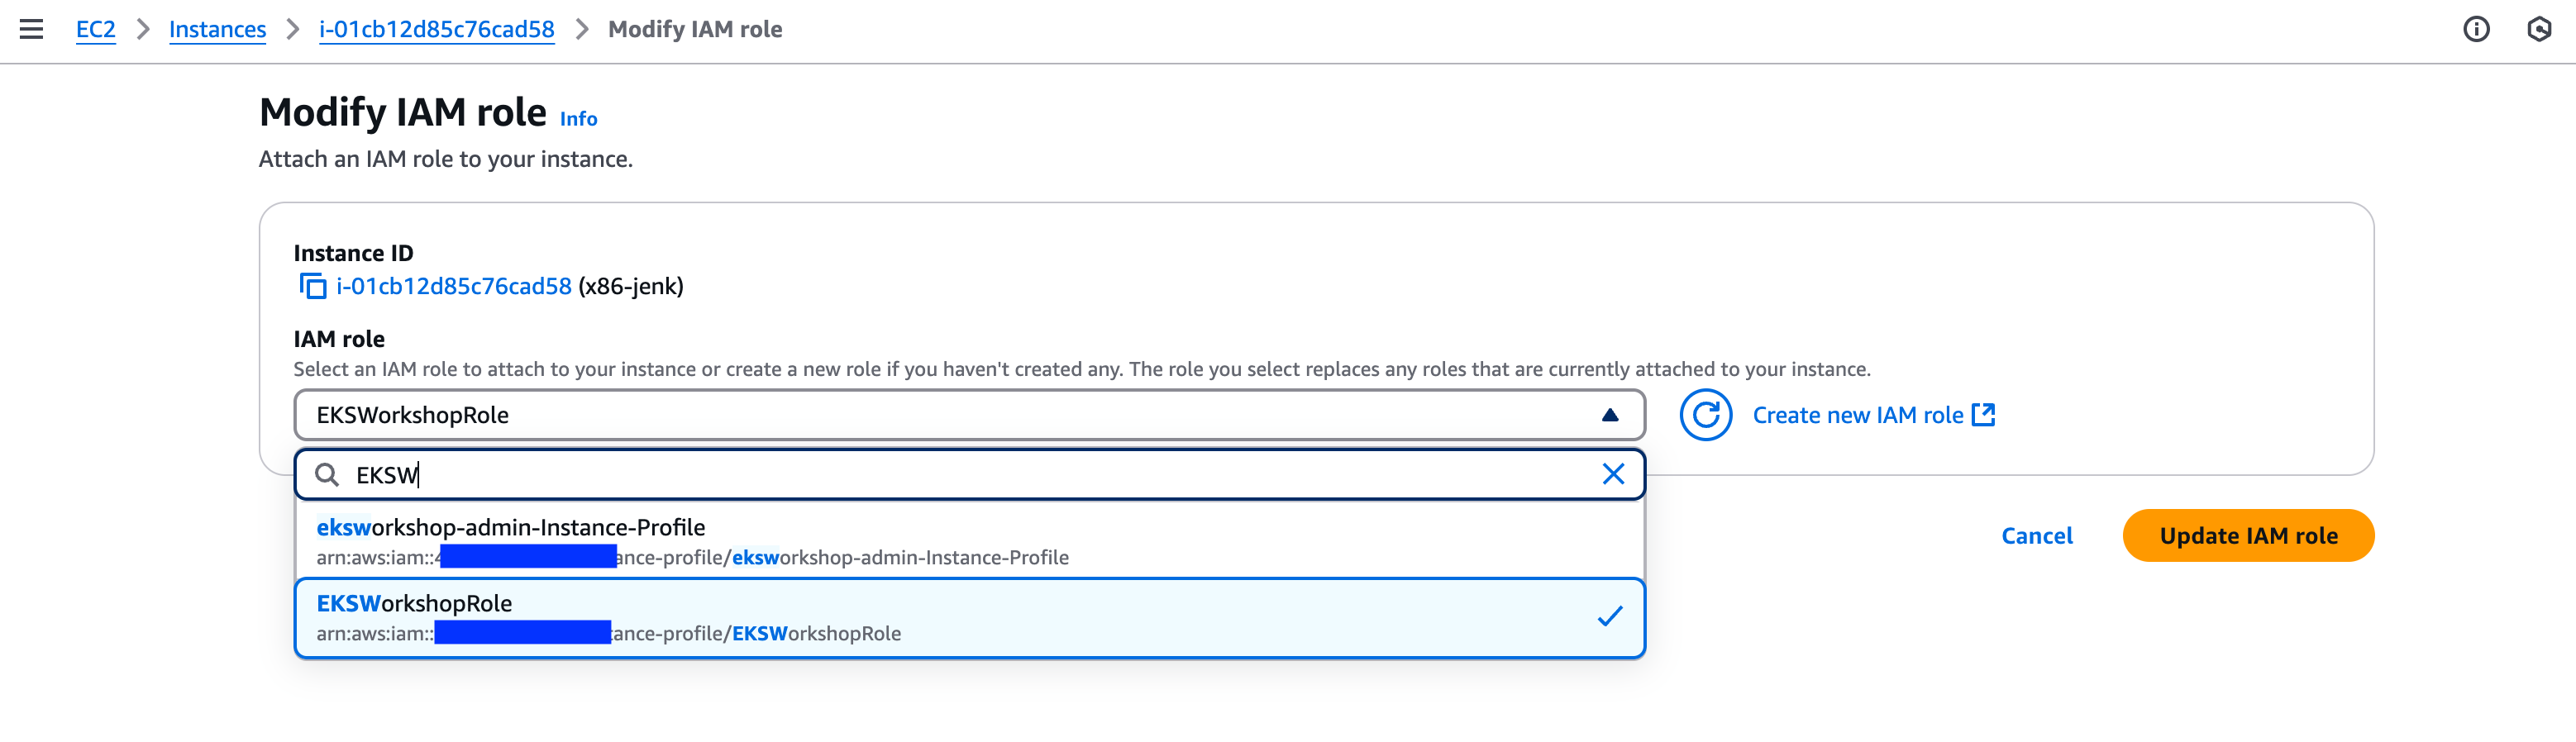 EC2 > Instances > i-01cb12d85c76cad58 > Modify IAM role
Modify IAM role Info
Attach an IAM role to your instance.
Instance ID
i-01cb12d85c76cad58 (x86-jenk)
IAM role
Select an IAM role to attach to your instance or create a new role if you haven't created any. The role you select replaces any roles that are currently attached to your instance.
EKSWorkshopRole
Create new IAM role
EKSW
eksworkshop-admin-Instance-Profile
arn:aws:iam::4 ance-profile/eksworkshop-admin-Instance-Profile
Cancel
Update IAM role
EKSWorkshopRole
arn:aws:iam:: tance-profile/EKSWorkshopRole